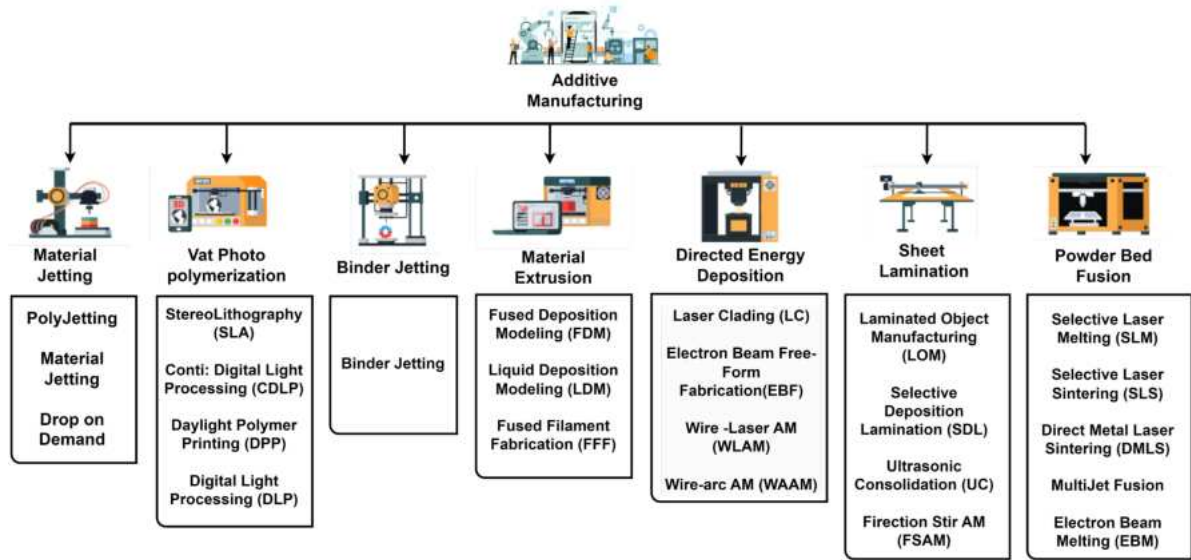 Additive
Manufacturing
Material
Jetting
Vat Photo
polymerization
Binder Jetting
Material
Extrusion
Directed Energy
Deposition
Sheet
Lamination
Powder Bed
Fusion
PolyJetting
Material
Jetting
Drop on
Demand
StereoLithography
(SLA)
Conti: Digital Light
Processing (CDLP)
Daylight Polymer
Printing (DPP)
Digital Light
Processing (DLP)
Binder Jetting
Fused Deposition
Modeling (FDM)
Liquid Deposition
Modeling (LDM)
Fused Filament
Fabrication (FFF)
Laser Clading (LC)
Electron Beam Free-
Form
Fabrication(EBF)
Wire -Laser AM
(WLAM)
Wire-arc AM (WAAM)
Laminated Object
Manufacturing
(LOM)
Selective
Deposition
Lamination (SDL)
Ultrasonic
Consolidation (UC)
Firection Stir AM
(FSAM)
Selective Laser
Melting (SLM)
Selective Laser
Sintering (SLS)
Direct Metal Laser
Sintering (DMLS)
MultiJet Fusion
Electron Beam
Melting (EBM)